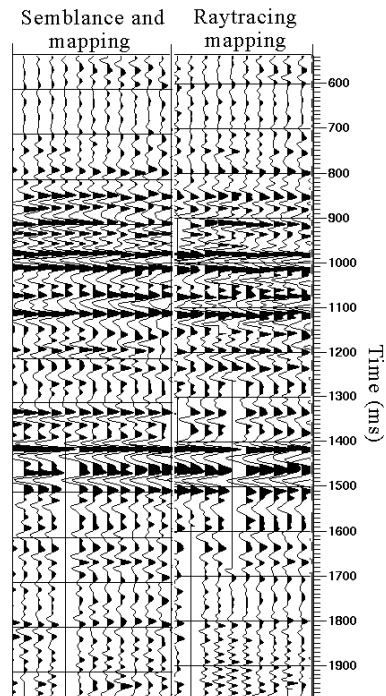 Semblance and
mapping
Raytracing
mapping
600
700
800
900
1000
1100
1200
1300
1400
1500
1600
1700
1800
1900
Time (ms)